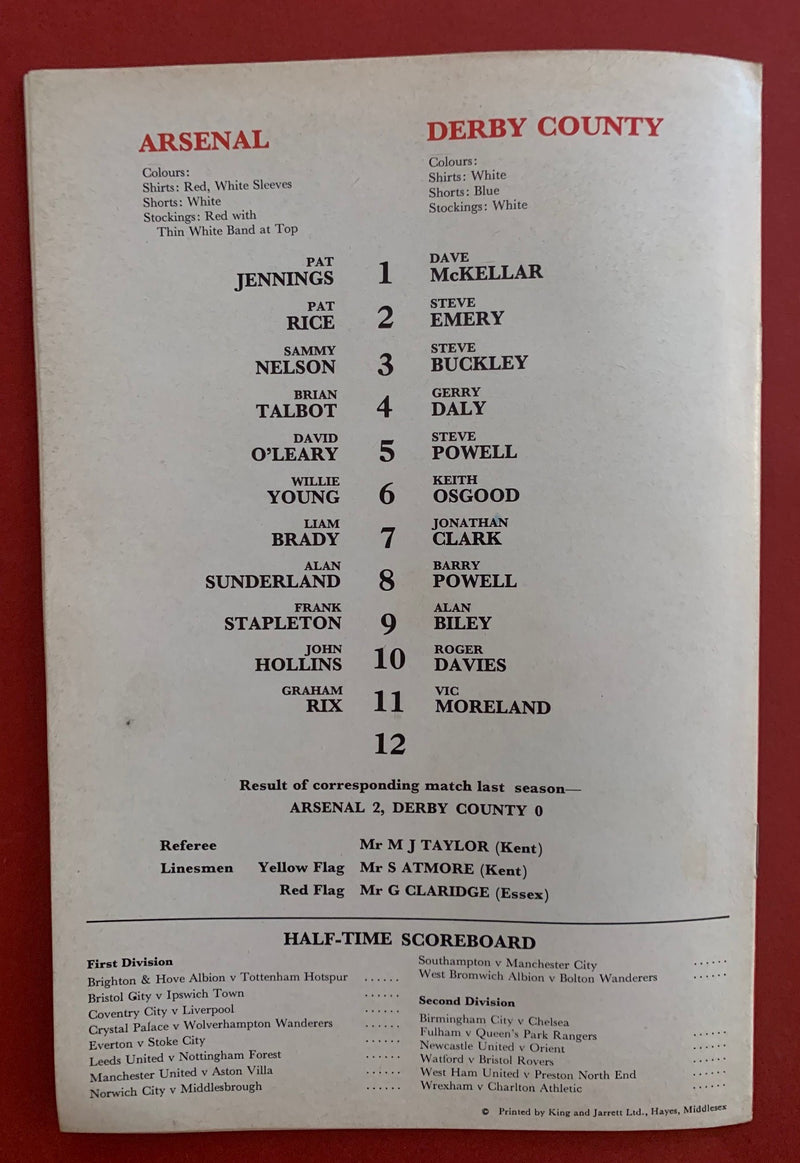 ARSENAL
Colours:
Shirts: Red, White Sleeves
Shorts: White
Stockings: Red with
Thin White Band at Top
DERBY COUNTY
Colours:
Shirts: White
Shorts: Blue
Stockings: White
PAT JENNINGS 1 DAVE McKELLAR
PAT RICE 2 STEVE EMERY
SAMMY NELSON 3 STEVE BUCKLEY
BRIAN TALBOT 4 GERRY DALY
DAVID O'LEARY 5 STEVE POWELL
WILLIE YOUNG 6 KEITH OSGOOD
LIAM BRADY 7 JONATHAN CLARK
ALAN SUNDERLAND 8 BARRY POWELL
FRANK STAPLETON 9 ALAN BILEY
JOHN HOLLINS 10 ROGER DAVIES
GRAHAM RIX 11 VIC MORELAND
12
Result of corresponding match last season—
ARSENAL 2, DERBY COUNTY 0
Referee Mr M J TAYLOR (Kent)
Linesmen Yellow Flag Mr S ATMORE (Kent)
Red Flag Mr G CLARIDGE (Essex)
HALF-TIME SCOREBOARD
First Division
Brighton & Hove Albion v Tottenham Hotspur ......
Bristol City v Ipswich Town ......
Coventry City v Liverpool ......
Crystal Palace v Wolverhampton Wanderers ......
Everton v Stoke City ......
Leeds United v Nottingham Forest ......
Manchester United v Aston Villa ......
Norwich City v Middlesbrough ......
Southampton v Manchester City ......
West Bromwich Albion v Bolton Wanderers ......
Second Division
Birmingham City v Chelsea
Fulham v Queen's Park Rangers ......
Newcastle United v Orient ......
Watford v Bristol Rovers ......
West Ham United v Preston North End ......
Wrexham v Charlton Athletic ......
© Printed by King and Jarrett Ltd., Hayes, Middlesex